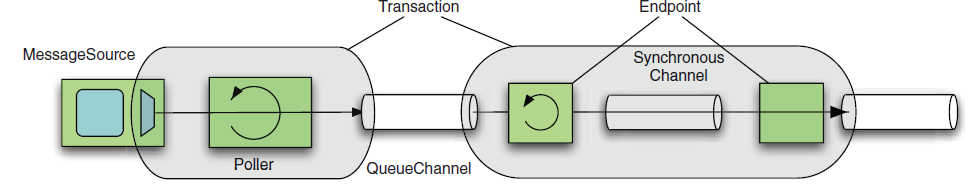 Transaction
Endpoint
MessageSource
Synchronous
Channel
Poller
QueueChannel